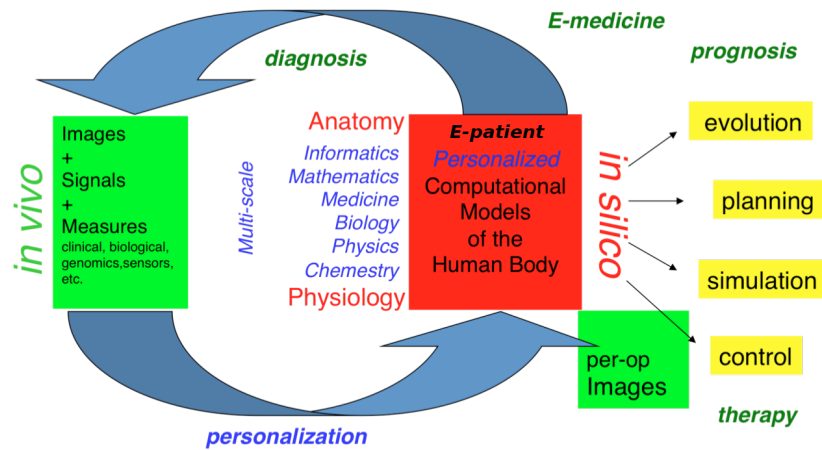 E-medicine
diagnosis
prognosis
in vivo
Images
+
Signals
+
Measures
clinical, biological,
genomics,sensors,
etc.
Multi-scale
Anatomy
Informatics
Mathematics
Medicine
Biology
Physics
Chemestry
Physiology
E-patient
Personalized
Computational
Models
of the
Human Body
in silico
evolution
planning
simulation
control
per-op
Images
therapy
personalization